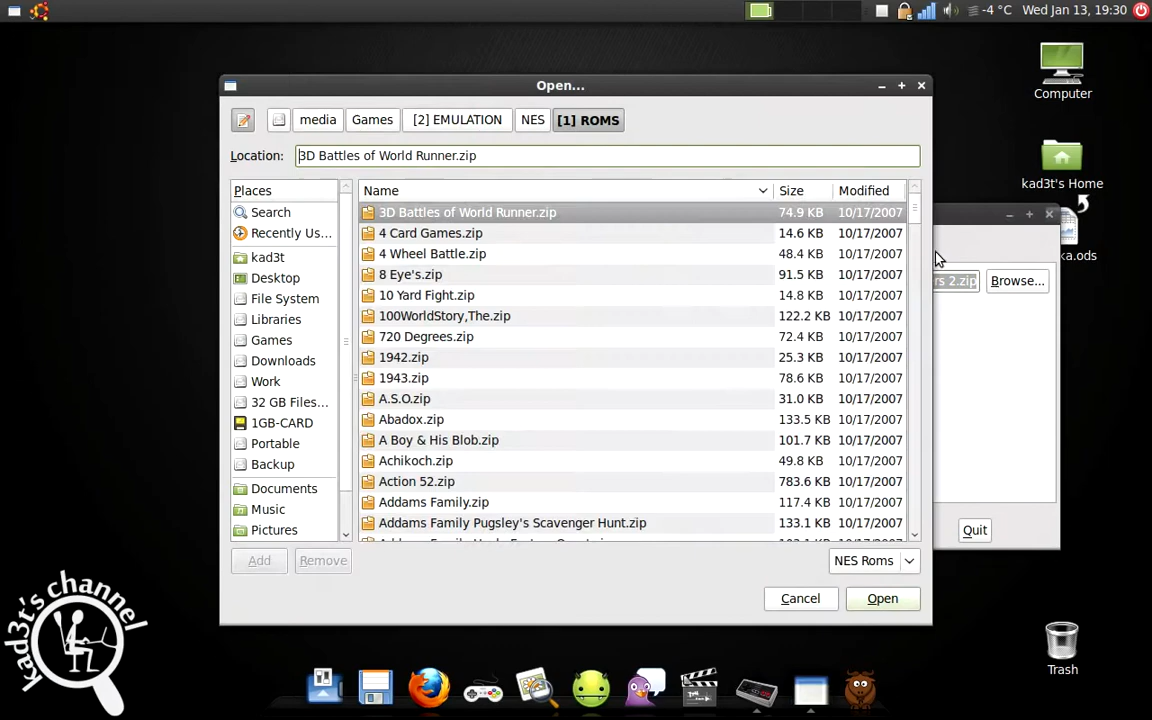 -4 °C Wed Jan 13, 19:30
Open...
Computer
media Games [2] EMULATION NES [1] ROMS
Location: 3D Battles of World Runner.zip
kad3t's Home
Places Name Size Modified
Search 3D Battles of World Runner.zip 74.9 KB 10/17/2007
Recently Us... 4 Card Games.zip 14.6 KB 10/17/2007
kad3t 4 Wheel Battle.zip 48.4 KB 10/17/2007
ka.ods
Desktop 8 Eye's.zip 91.5 KB 10/17/2007
rs 2.zip Browse...
File System 10 Yard Fight.zip 14.8 KB 10/17/2007
Libraries 100WorldStory,The.zip 122.2 KB 10/17/2007
Games 720 Degrees.zip 72.4 KB 10/17/2007
Downloads 1942.zip 25.3 KB 10/17/2007
Work 1943.zip 78.6 KB 10/17/2007
32 GB Files... A.S.O.zip 31.0 KB 10/17/2007
1GB-CARD Abadox.zip 133.5 KB 10/17/2007
Portable A Boy & His Blob.zip 101.7 KB 10/17/2007
Backup Achikoch.zip 49.8 KB 10/17/2007
Documents Action 52.zip 783.6 KB 10/17/2007
Music Addams Family.zip 117.4 KB 10/17/2007
Pictures Addams Family Pugsley's Scavenger Hunt.zip 133.1 KB 10/17/2007
Quit
Add Remove NES Roms
Cancel Open
kad3t's channel
Trash